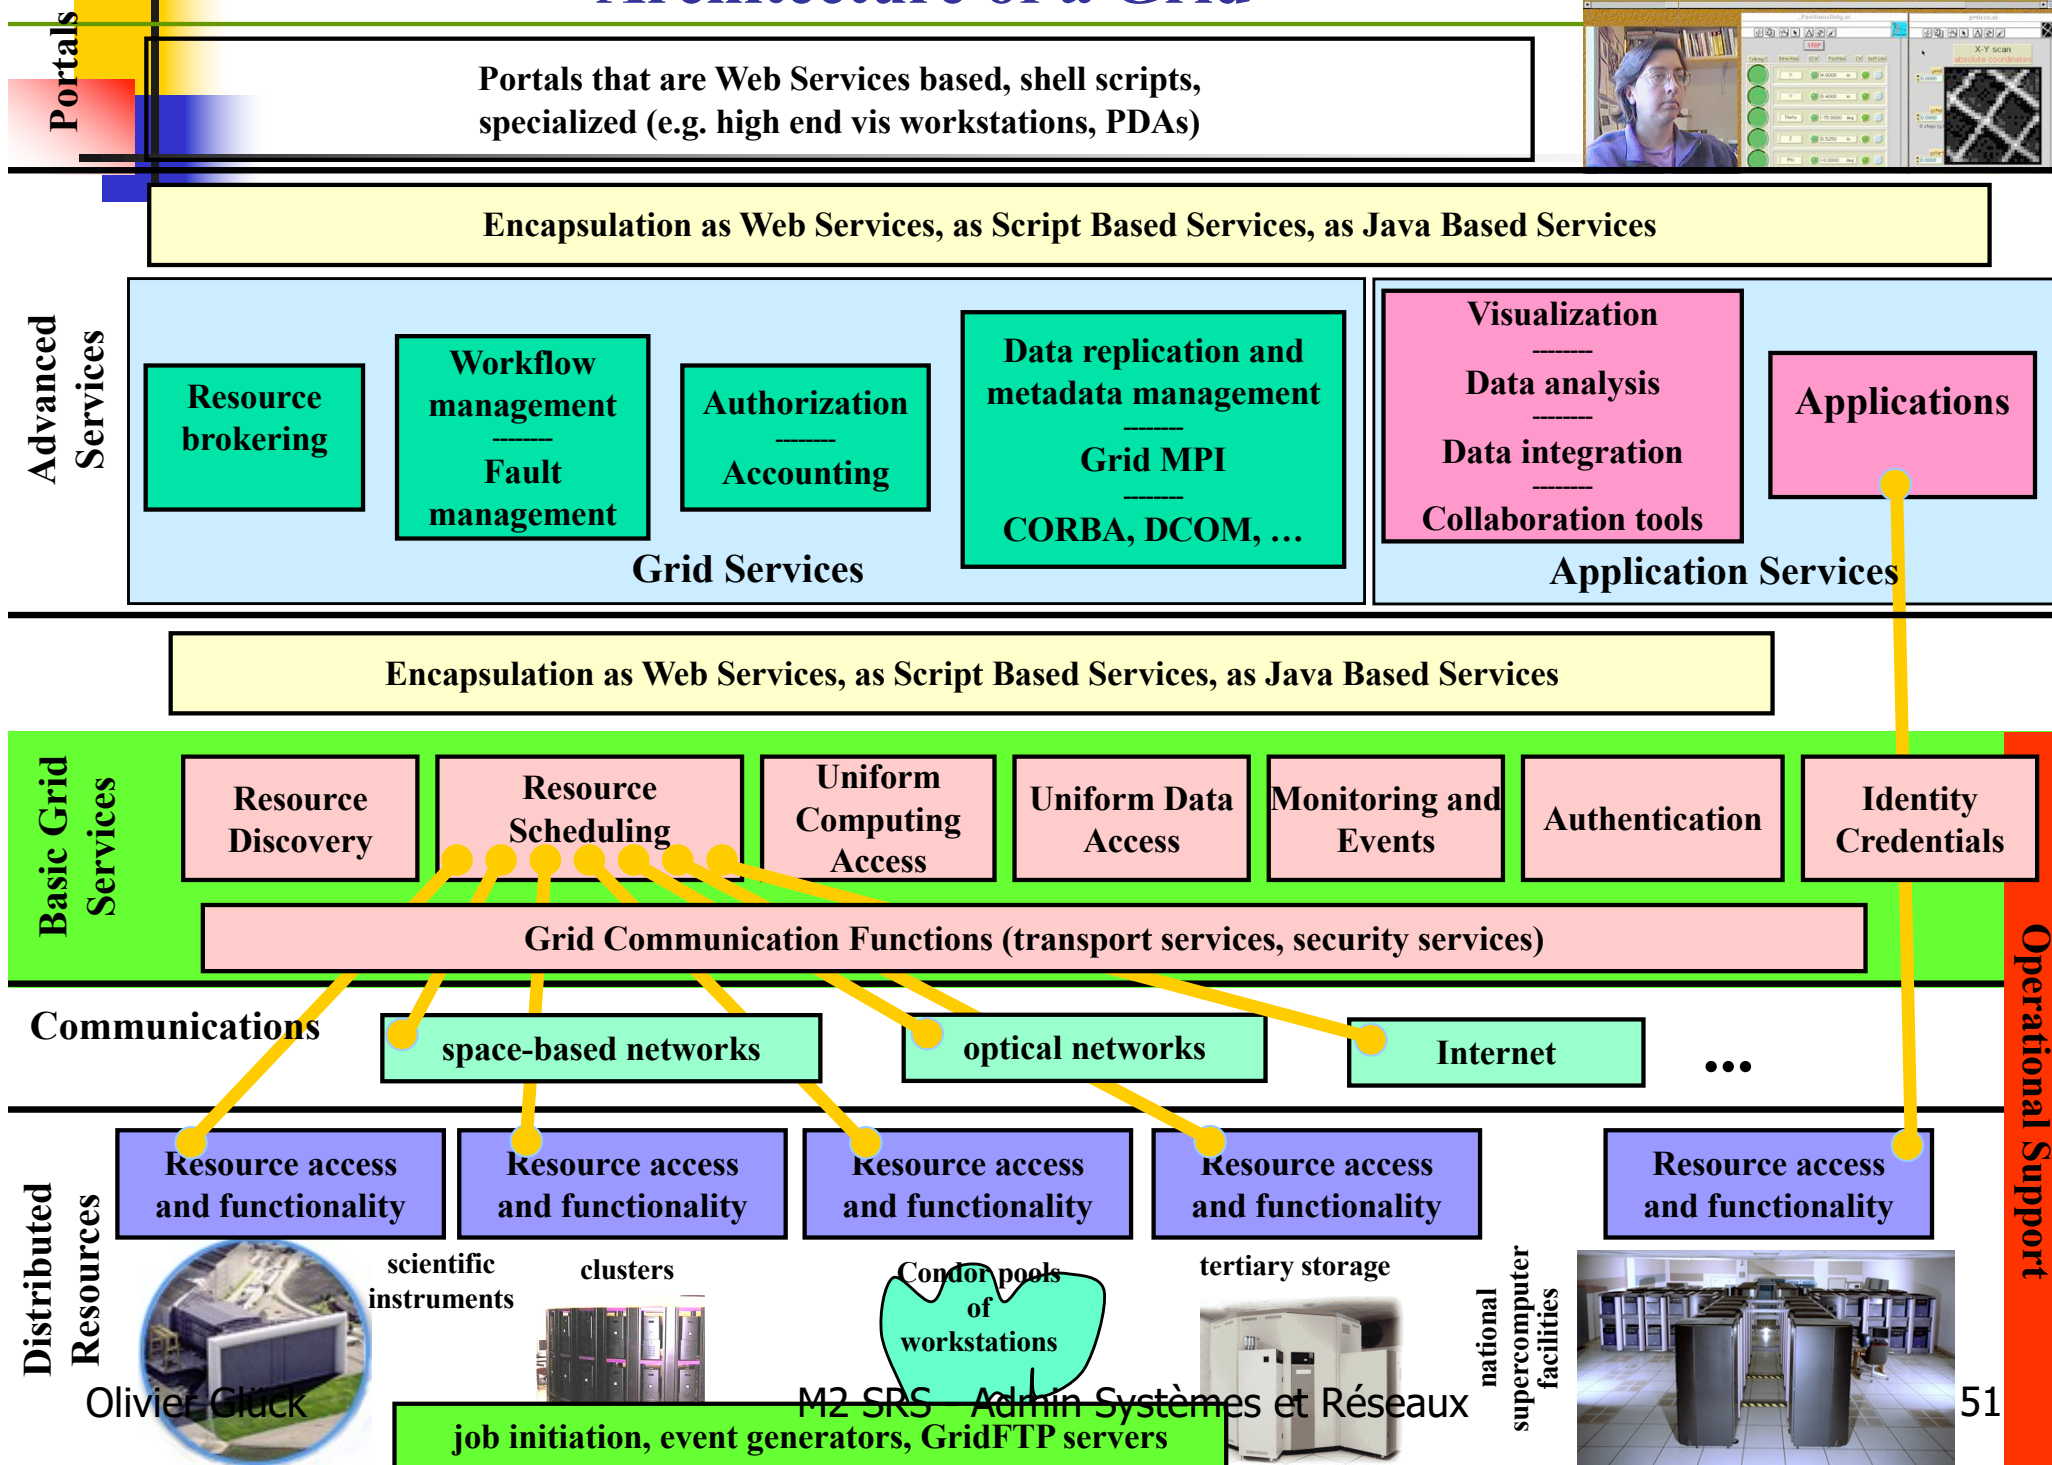 Architecture of a Grid
Portals
Portals that are Web Services based, shell scripts,
specialized (e.g. high end vis workstations, PDAs)
STOP
X-Y scan
absolute coordinates
Encapsulation as Web Services, as Script Based Services, as Java Based Services
Advanced
Services
Resource
brokering
Workflow
management
--------
Fault
management
Authorization
--------
Accounting
Data replication and
metadata management
--------
Grid MPI
--------
CORBA, DCOM, …
Grid Services
Visualization
--------
Data analysis
--------
Data integration
--------
Collaboration tools
Applications
Application Services
Encapsulation as Web Services, as Script Based Services, as Java Based Services
Basic Grid
Services
Resource
Discovery
Resource
Scheduling
Uniform
Computing
Access
Uniform Data
Access
Monitoring and
Events
Authentication
Identity
Credentials
Grid Communication Functions (transport services, security services)
Operational Support
Communications
space-based networks
optical networks
Internet
...
Distributed
Resources
Resource access
and functionality
Resource access
and functionality
Resource access
and functionality
Resource access
and functionality
Resource access
and functionality
scientific
instruments
clusters
Condor pools
of
workstations
tertiary storage
national
supercomputer
facilities
Olivier Glück
M2 SRS - Admin Systèmes et Réseaux
51
job initiation, event generators, GridFTP servers